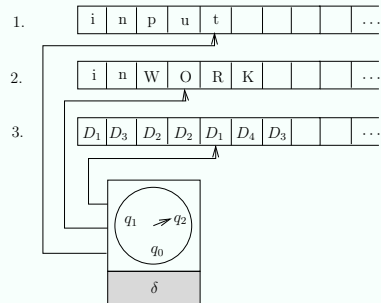 1. i n p u t ...
2. i n W O R K ...
3. D₁ D₃ D₂ D₂ D₁ D₄ D₃ ...
q₁ q₂
q₀
δ